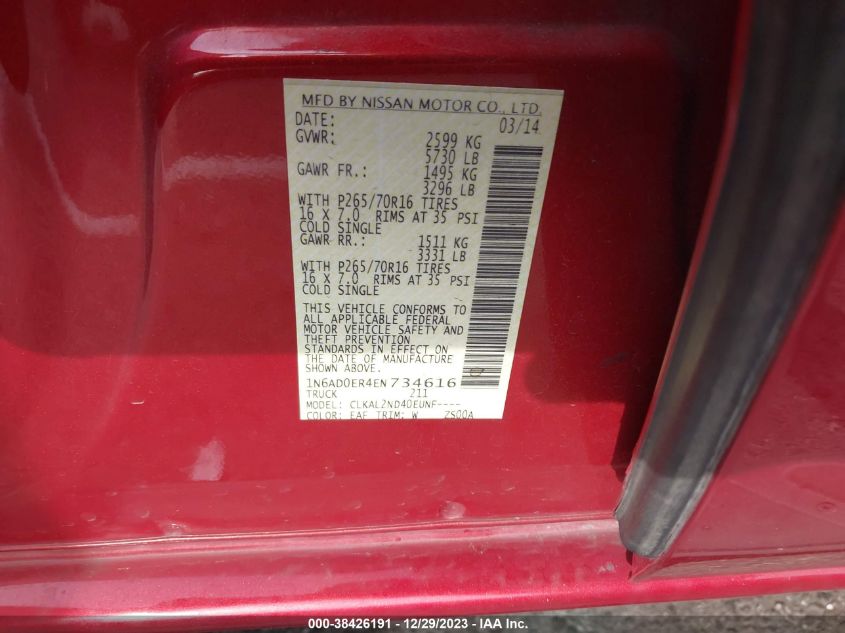 MFD BY NISSAN MOTOR CO., LTD.
DATE: 03/14
GVWR: 2599 KG
5730 LB
GAWR FR.: 1495 KG
3296 LB
WITH P265/70R16 TIRES
16 X 7.0 RIMS AT 35 PSI
COLD SINGLE
GAWR RR.: 1511 KG
3331 LB
WITH P265/70R16 TIRES
16 X 7.0 RIMS AT 35 PSI
COLD SINGLE
THIS VEHICLE CONFORMS TO
ALL APPLICABLE FEDERAL
MOTOR VEHICLE SAFETY AND
THEFT PREVENTION
STANDARDS IN EFFECT ON
THE DATE OF MANUFACTURE
SHOWN ABOVE.
1N6AD0ER4EN734616
TRUCK 211
MODEL: CLKAL2ND40EUNF----
COLOR: EAF TRIM: W ZS00A
000-38426191 - 12/29/2023 - IAA Inc.